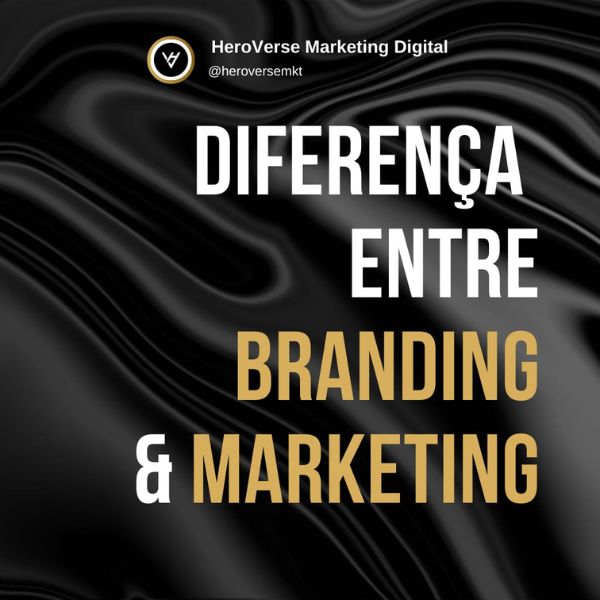 HeroVerse Marketing Digital
@heroversemkt
DIFERENÇA
ENTRE
BRANDING
& MARKETING